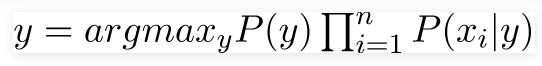 y = argmax_y P(y) ∏_{i=1}^{n} P(x_i|y)